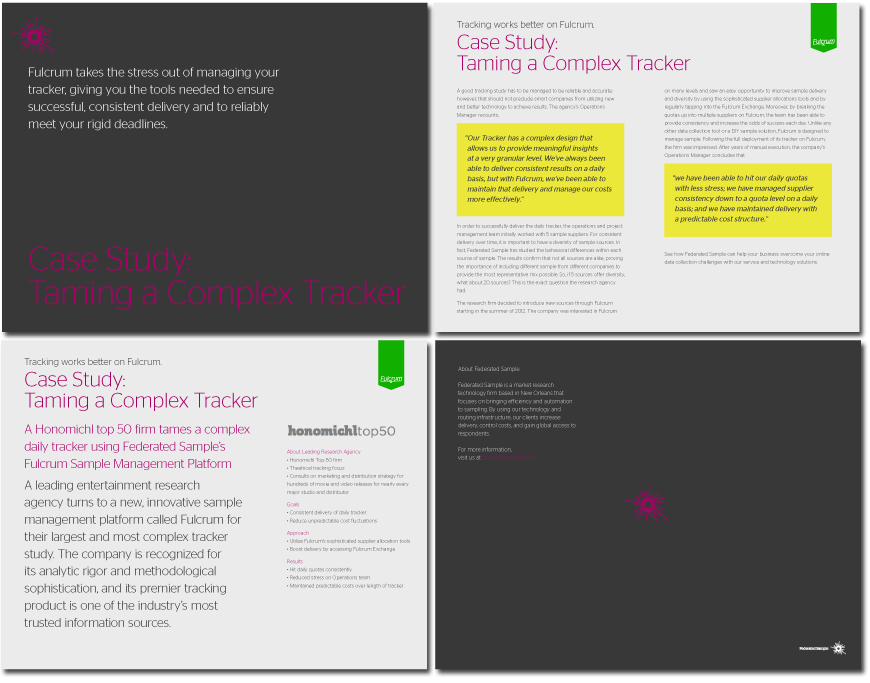 Fulcrum takes the stress out of managing your
tracker, giving you the tools needed to ensure
successful, consistent delivery and to reliably
meet your rigid deadlines.
Case Study:
Taming a Complex Tracker
Tracking works better on Fulcrum.
Case Study:
Taming a Complex Tracker
Fulcrum
A good tracking study has to be managed to be reliable and accurate;
however, that should not preclude smart companies from utilizing new
and better technology to achieve results. The agency's Operations
Manager recounts,
"Our Tracker has a complex design that
allows us to provide meaningful insights
at a very granular level. We've always been
able to deliver consistent results on a daily
basis, but with Fulcrum, we've been able to
maintain that delivery and manage our costs
more effectively."
In order to successfully deliver the daily tracker, the operations and project
management team initially worked with 5 sample suppliers. For consistent
delivery over time, it is important to have a diversity of sample sources. In
fact, Federated Sample has studied the behavioral differences within each
source of sample. The results confirm that not all sources are alike, proving
the importance of including different sample from different companies to
provide the most representative mix possible. So, if 5 sources offer diversity,
what about 20 sources? This is the exact question the research agency
had.
The research firm decided to introduce new sources through Fulcrum
starting in the summer of 2012. The company was interested in Fulcrum
on many levels and saw an easy opportunity to improve sample delivery
and diversity by using the sophisticated supplier allocations tools and by
regularly tapping into the Fulcrum Exchange. Moreover, by breaking the
quotas up into multiple suppliers on Fulcrum, the team has been able to
provide consistency and increase the odds of success each day. Unlike any
other data collection tool or a DIY sample solution, Fulcrum is designed to
manage sample. Following the full deployment of its tracker on Fulcrum,
the firm was impressed. After years of manual execution, the company's
Operations Manager concludes that
"we have been able to hit our daily quotas
with less stress; we have managed supplier
consistency down to a quota level on a daily
basis; and we have maintained delivery with
a predictable cost structure."
See how Federated Sample can help your business overcome your online
data collection challenges with our service and technology solutions.
Tracking works better on Fulcrum.
Case Study:
Taming a Complex Tracker
Fulcrum
A Honomichl top 50 firm tames a complex
daily tracker using Federated Sample's
Fulcrum Sample Management Platform
A leading entertainment research
agency turns to a new, innovative sample
management platform called Fulcrum for
their largest and most complex tracker
study. The company is recognized for
its analytic rigor and methodological
sophistication, and its premier tracking
product is one of the industry's most
trusted information sources.
honomichltop50
About Leading Research Agency
• Honomichl Top 50 firm
• Theatrical tracking focus
• Consults on marketing and distribution strategy for
hundreds of movie and video releases for nearly every
major studio and distributor
Goals
• Consistent delivery of daily tracker
• Reduce unpredictable cost fluctuations
Approach
• Utilize Fulcrum's sophisticated supplier allocation tools
• Boost delivery by accessing Fulcrum Exchange
Results
• Hit daily quotes consistently
• Reduced stress on Operations team
• Maintained predictable costs over length of tracker
About Federated Sample
Federated Sample is a market research
technology firm based in New Orleans that
focuses on bringing efficiency and automation
to sampling. By using our technology and
routing infrastructure, our clients increase
delivery, control costs, and gain global access to
respondents.
For more information,
visit us at
FederatedSample